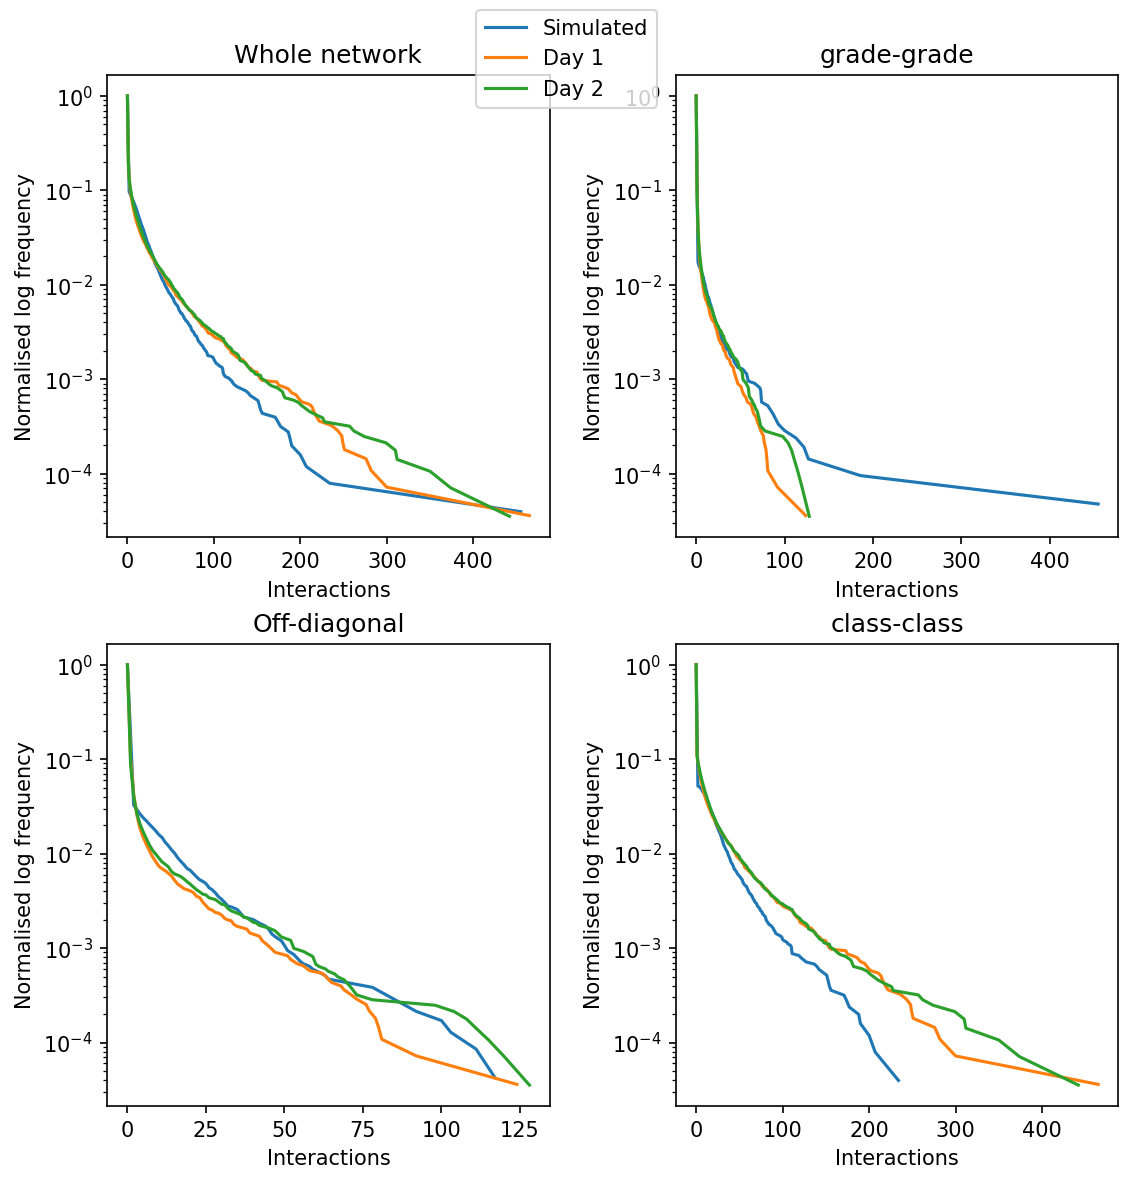 Simulated
Day 1
Day 2
Whole network
10⁰
10⁻¹
10⁻²
10⁻³
10⁻⁴
Normalised log frequency
0 100 200 300 400
Interactions
grade-grade
10⁰
10⁻¹
10⁻²
10⁻³
10⁻⁴
Normalised log frequency
0 100 200 300 400
Interactions
Off-diagonal
10⁰
10⁻¹
10⁻²
10⁻³
10⁻⁴
Normalised log frequency
0 25 50 75 100 125
Interactions
class-class
10⁰
10⁻¹
10⁻²
10⁻³
10⁻⁴
Normalised log frequency
0 100 200 300 400
Interactions